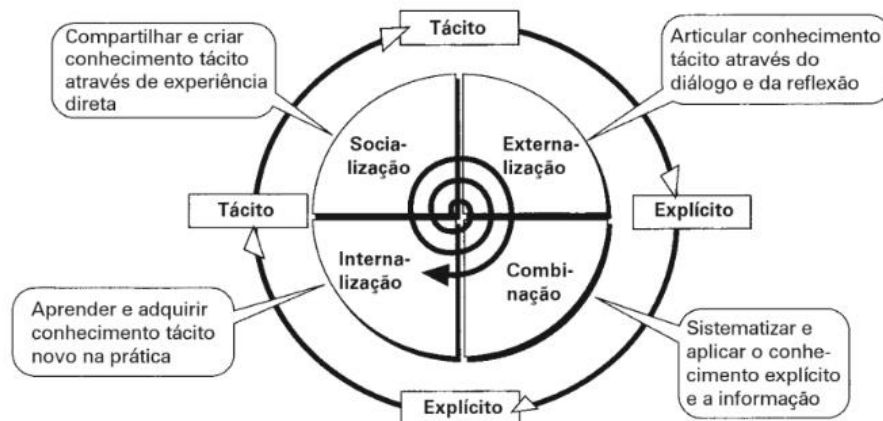 Tácito
Compartilhar e criar
conhecimento tácito
através de experiência
direta
Articular conhecimento
tácito através do
diálogo e da reflexão
Socia-
lização
Externa-
lização
Tácito
Explícito
Interna-
lização
Combi-
nação
Aprender e adquirir
conhecimento tácito
novo na prática
Sistematizar e
aplicar o conhe-
cimento explícito
e a informação
Explícito